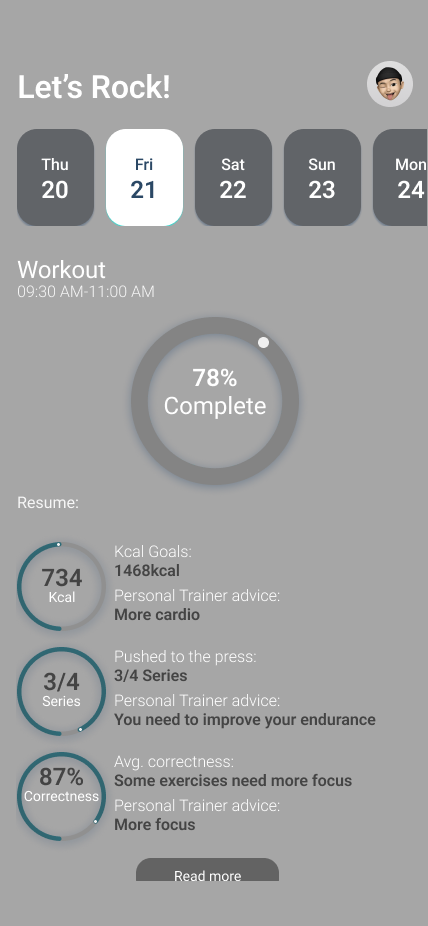 Let's Rock!
Thu Fri Sat Sun Mon
20 21 22 23 24
Workout
09:30 AM-11:00 AM
78%
Complete
Resume:
734
Kcal
Kcal Goals:
1468kcal
Personal Trainer advice:
More cardio
3/4
Series
Pushed to the press:
3/4 Series
Personal Trainer advice:
You need to improve your endurance
87%
Correctness
Avg. correctness:
Some exercises need more focus
Personal Trainer advice:
More focus
Read more